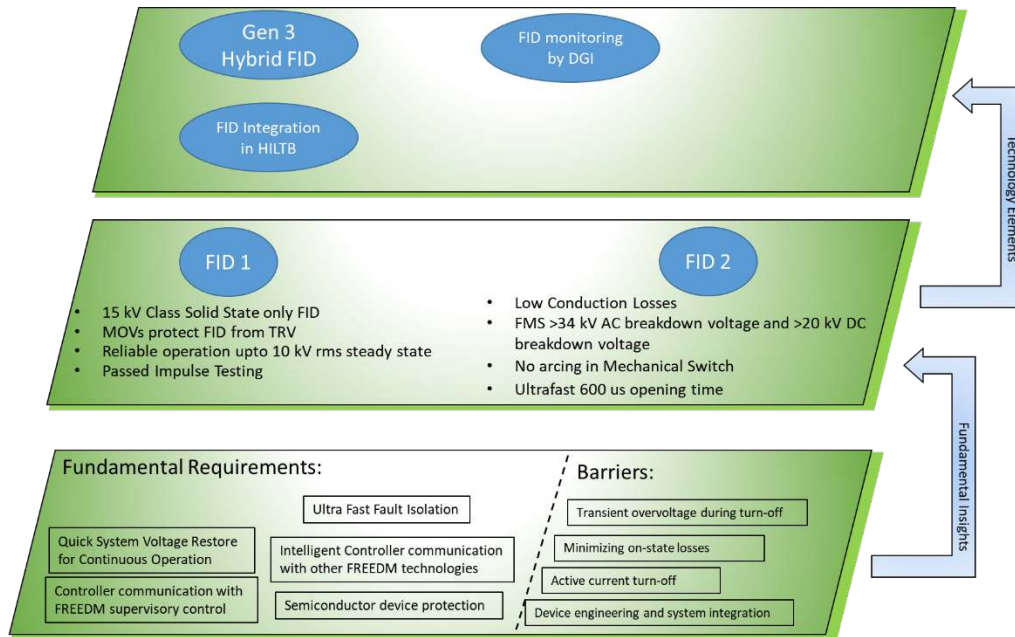 Gen 3
Hybrid FID
FID monitoring
by DGI
FID Integration
in HILTB
Technology Elements
FID 1
• 15 kV Class Solid State only FID
• MOVs protect FID from TRV
• Reliable operation upto 10 kV rms steady state
• Passed Impulse Testing
FID 2
• Low Conduction Losses
• FMS >34 kV AC breakdown voltage and >20 kV DC
breakdown voltage
• No arcing in Mechanical Switch
• Ultrafast 600 us opening time
Fundamental Insights
Fundamental Requirements:
Ultra Fast Fault Isolation
Quick System Voltage Restore
for Continuous Operation
Intelligent Controller communication
with other FREEDM technologies
Controller communication with
FREEDM supervisory control
Semiconductor device protection
Barriers:
Transient overvoltage during turn-off
Minimizing on-state losses
Active current turn-off
Device engineering and system integration